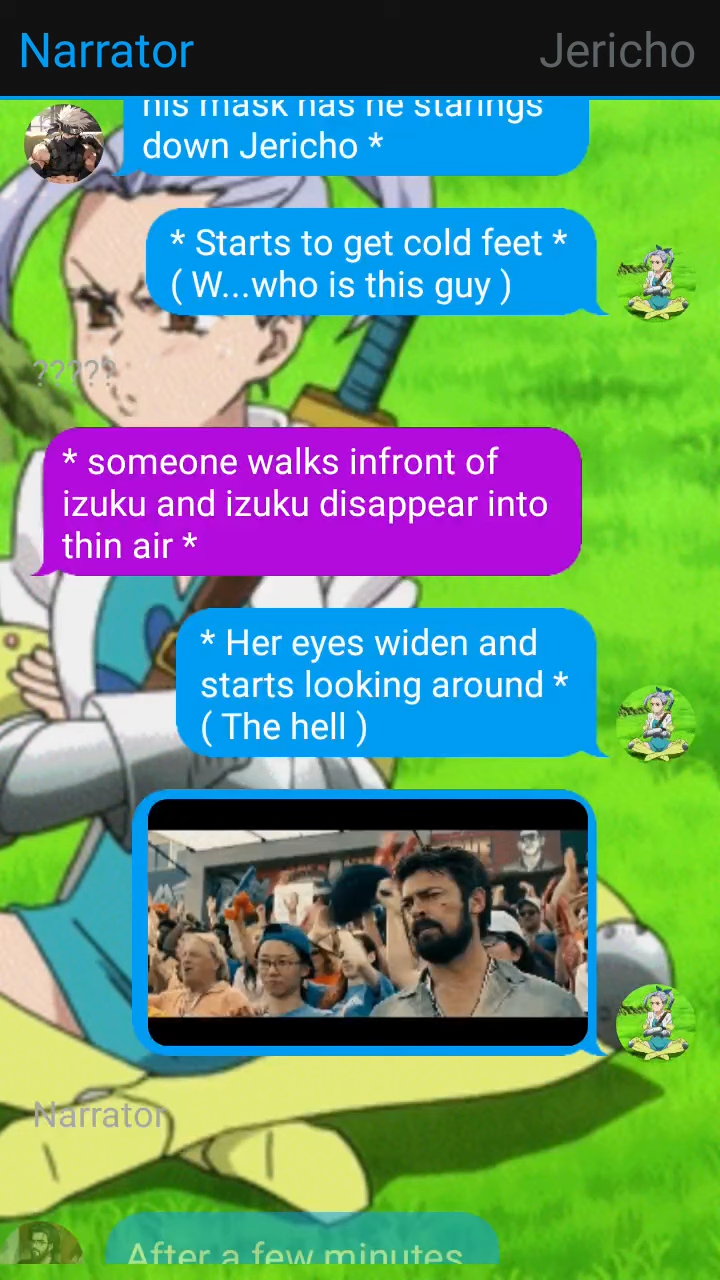 Narrator
Jericho
his mask has he starings
down Jericho *
* Starts to get cold feet *
( W...who is this guy )
?????
* someone walks infront of
izuku and izuku disappear into
thin air *
* Her eyes widen and
starts looking around *
( The hell )
Narrator
After a few minutes